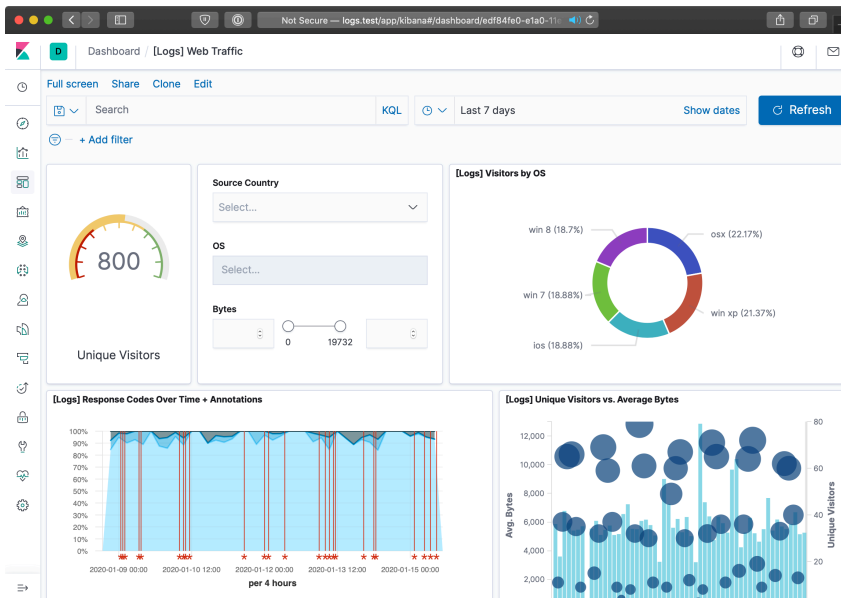 Not Secure — logs.test/app/kibana#/dashboard/edf84fe0-e1a0-11e
D
Dashboard / [Logs] Web Traffic
Full screen Share Clone Edit
Search KQL Last 7 days Show dates Refresh
+ Add filter
800
Unique Visitors
Source Country
Select...
OS
Select...
Bytes
0 19732
[Logs] Visitors by OS
win 8 (18.7%)
osx (22.17%)
win 7 (18.88%)
win xp (21.37%)
ios (18.88%)
[Logs] Response Codes Over Time + Annotations
100%
90%
80%
70%
60%
50%
40%
30%
20%
10%
0%
2020-01-09 00:00 2020-01-10 12:00 2020-01-12 00:00 2020-01-13 12:00 2020-01-15 00:00
per 4 hours
[Logs] Unique Visitors vs. Average Bytes
12,000
10,000
8,000
6,000
4,000
2,000
Avg. Bytes
80
60
40
20
Unique Visitors